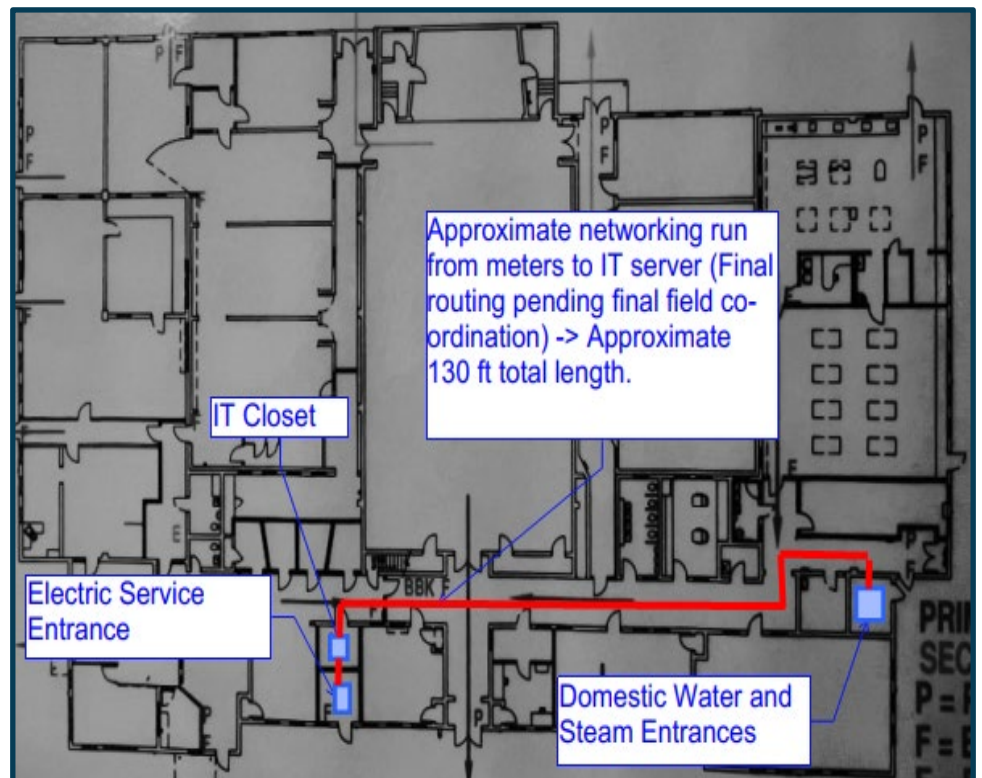 P
F
P
F
P
F
P
F
Approximate networking run
from meters to IT server (Final
routing pending final field co-
ordination) -> Approximate
130 ft total length.
IT Closet
F
P
F
BBK F
Electric Service
Entrance
PRI
SEC
P =
F =
Domestic Water and
Steam Entrances
F
P
F